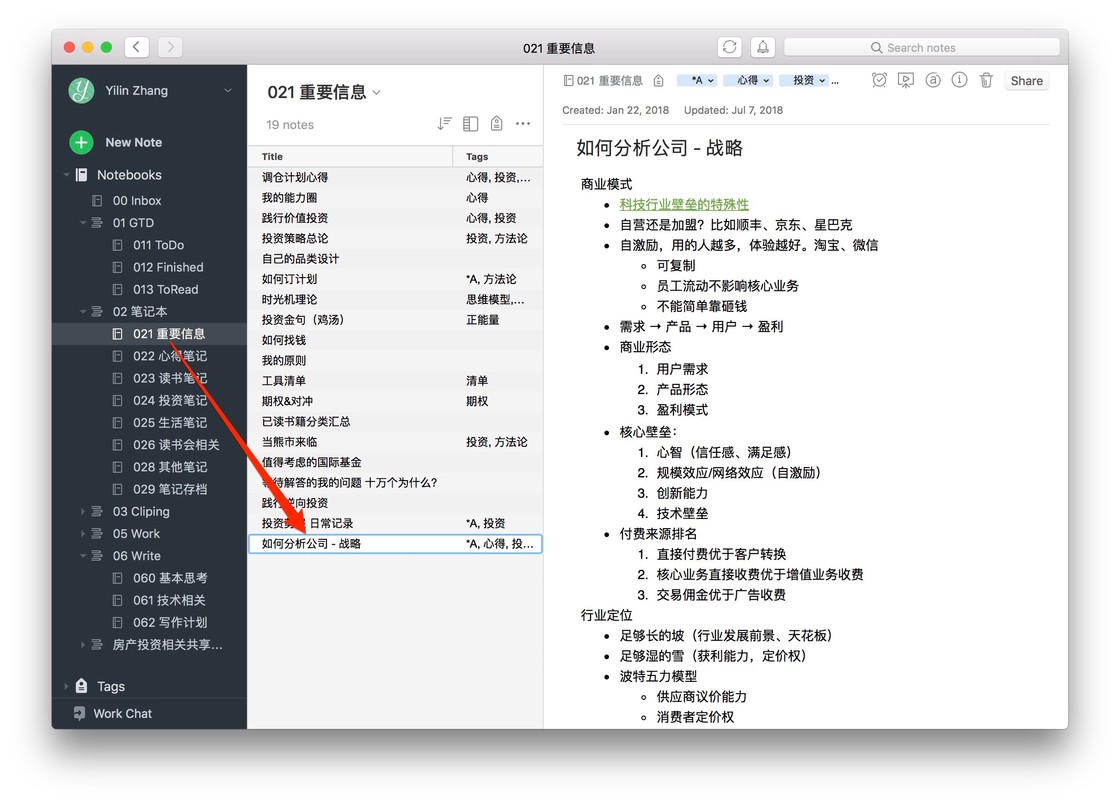 021 重要信息
Search notes
Yilin Zhang
New Note
Notebooks
00 Inbox
01 GTD
011 ToDo
012 Finished
013 ToRead
02 笔记本
021 重要信息
022 心得笔记
023 读书笔记
024 投资笔记
025 生活笔记
026 读书会相关
028 其他笔记
029 笔记存档
03 Cliping
05 Work
06 Write
060 基本思考
061 技术相关
062 写作计划
房产投资相关共享...
Tags
Work Chat
021 重要信息
19 notes
Title Tags
调仓计划心得 心得, 投资,...
我的能力圈 心得
践行价值投资 心得, 投资
投资策略总论 投资, 方法论
自己的品类设计
如何订计划 *A, 方法论
时光机理论 思维模型,...
投资金句（鸡汤） 正能量
如何找钱
我的原则
工具清单 清单
期权&对冲 期权
已读书籍分类汇总
当熊市来临 投资, 方法论
值得考虑的国际基金
等待解答的我的问题 十万个为什么?
践行逆向投资
投资 日常记录 *A, 投资
如何分析公司 - 战略 *A, 心得, 投...
021 重要信息 *A 心得 投资 ...
Share
Created: Jan 22, 2018 Updated: Jul 7, 2018
如何分析公司 - 战略
商业模式
• 科技行业壁垒的特殊性
• 自营还是加盟？比如顺丰、京东、星巴克
• 自激励，用的人越多，体验越好。淘宝、微信
◦ 可复制
◦ 员工流动不影响核心业务
◦ 不能简单靠砸钱
• 需求 → 产品 → 用户 → 盈利
• 商业形态
1. 用户需求
2. 产品形态
3. 盈利模式
• 核心壁垒：
1. 心智（信任感、满足感）
2. 规模效应/网络效应（自激励）
3. 创新能力
4. 技术壁垒
• 付费来源排名
1. 直接付费优于客户转换
2. 核心业务直接收费优于增值业务收费
3. 交易佣金优于广告收费
行业定位
• 足够长的坡（行业发展前景、天花板）
• 足够湿的雪（获利能力，定价权）
• 波特五力模型
◦ 供应商议价能力
◦ 消费者定价权